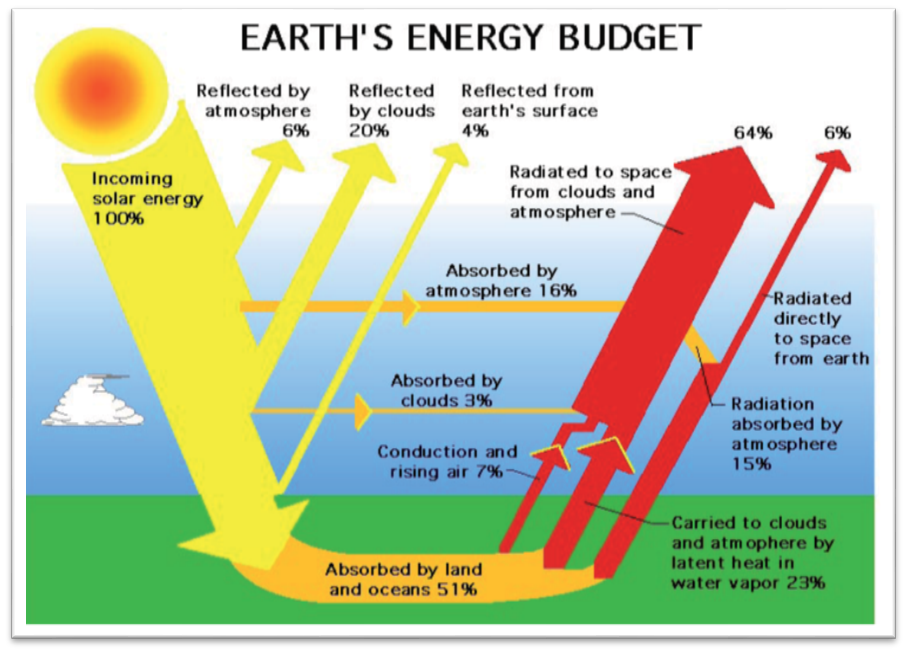 EARTH'S ENERGY BUDGET
Reflected by
atmosphere
6%
Reflected
by clouds
20%
Reflected from
earth's surface
4%
64%
6%
Incoming
solar energy
100%
Radiated to space
from clouds and
atmosphere
Absorbed by
atmosphere 16%
Radiated
directly
to space
from earth
Absorbed by
clouds 3%
Radiation
absorbed by
atmosphere
15%
Conduction and
rising air 7%
Carried to clouds
and atmophere by
latent heat in
water vapor 23%
Absorbed by land
and oceans 51%